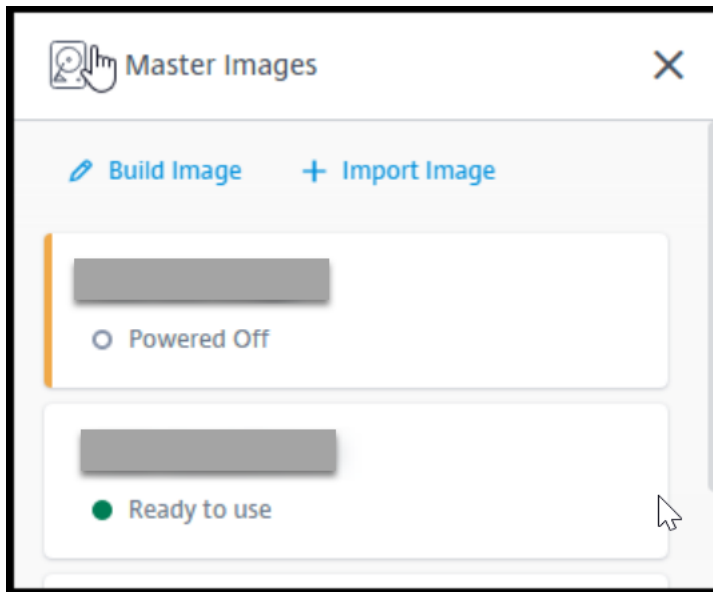 Master Images
Build Image
Import Image
Powered Off
Ready to use